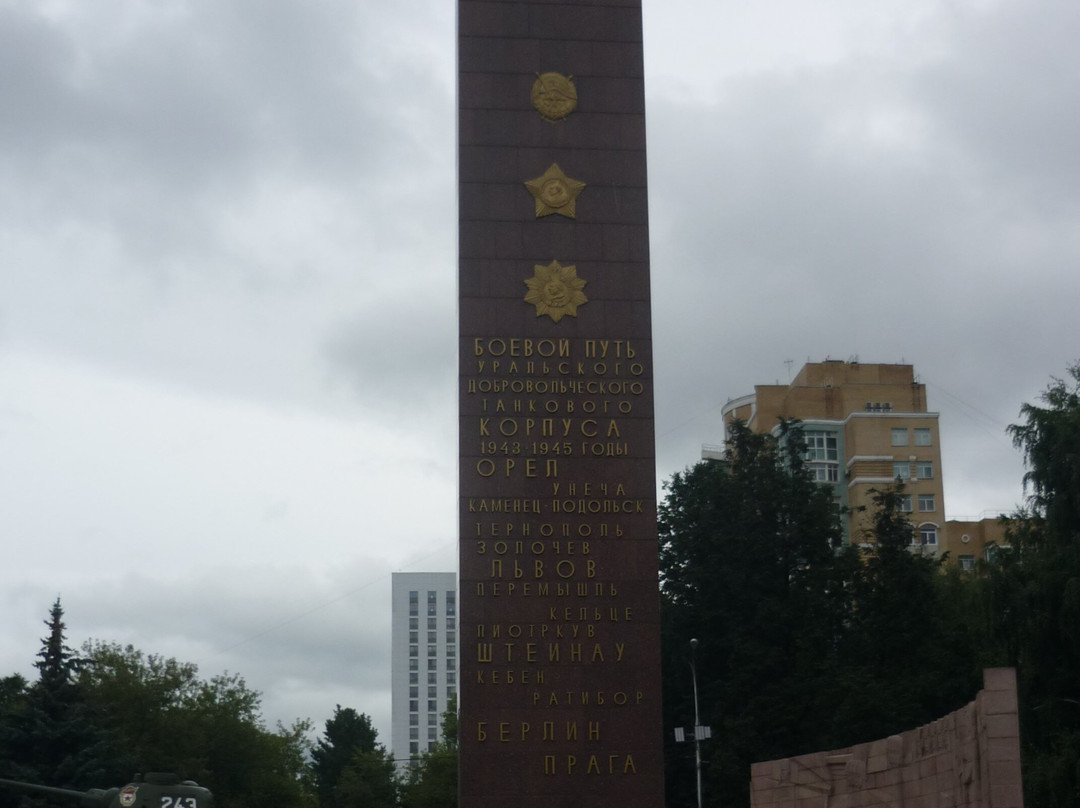 БОЕВОЙ ПУТЬ
УРАЛЬСКОГО
ДОБРОВОЛЬЧЕСКОГО
ТАНКОВОГО
КОРПУСА
1943-1945 ГОДЫ
ОРЕЛ
УНЕЧА
КАМЕНЕЦ-ПОДОЛЬСК
ТЕРНОПОЛЬ
ЗОЛОЧЕВ
ЛЬВОВ
ПЕРЕМЫШЛЬ
КЕЛЬЦЕ
ПИОТРКУВ
ШТЕЙНАУ
КЕБЕН
РАТИБОР
БЕРЛИН
ПРАГА
243